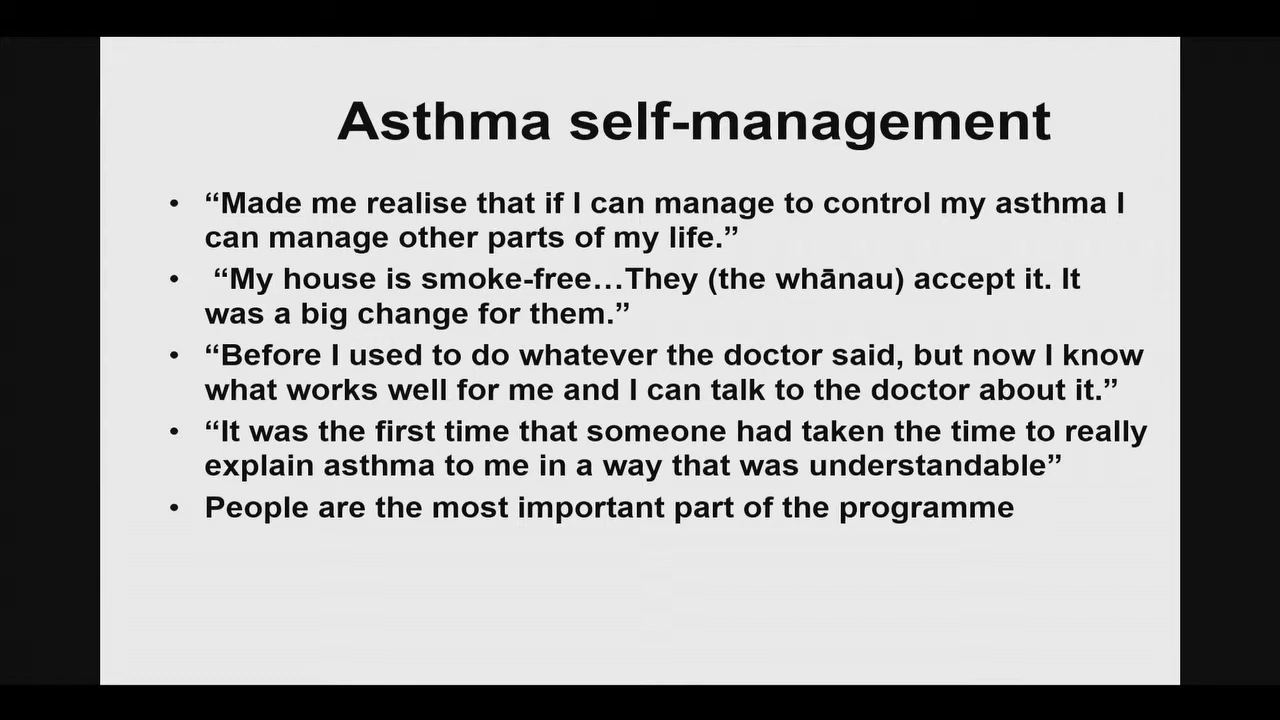 Asthma self-management
• “Made me realise that if I can manage to control my asthma I
can manage other parts of my life.”
• “My house is smoke-free…They (the whānau) accept it. It
was a big change for them.”
• “Before I used to do whatever the doctor said, but now I know
what works well for me and I can talk to the doctor about it.”
• “It was the first time that someone had taken the time to really
explain asthma to me in a way that was understandable”
• People are the most important part of the programme